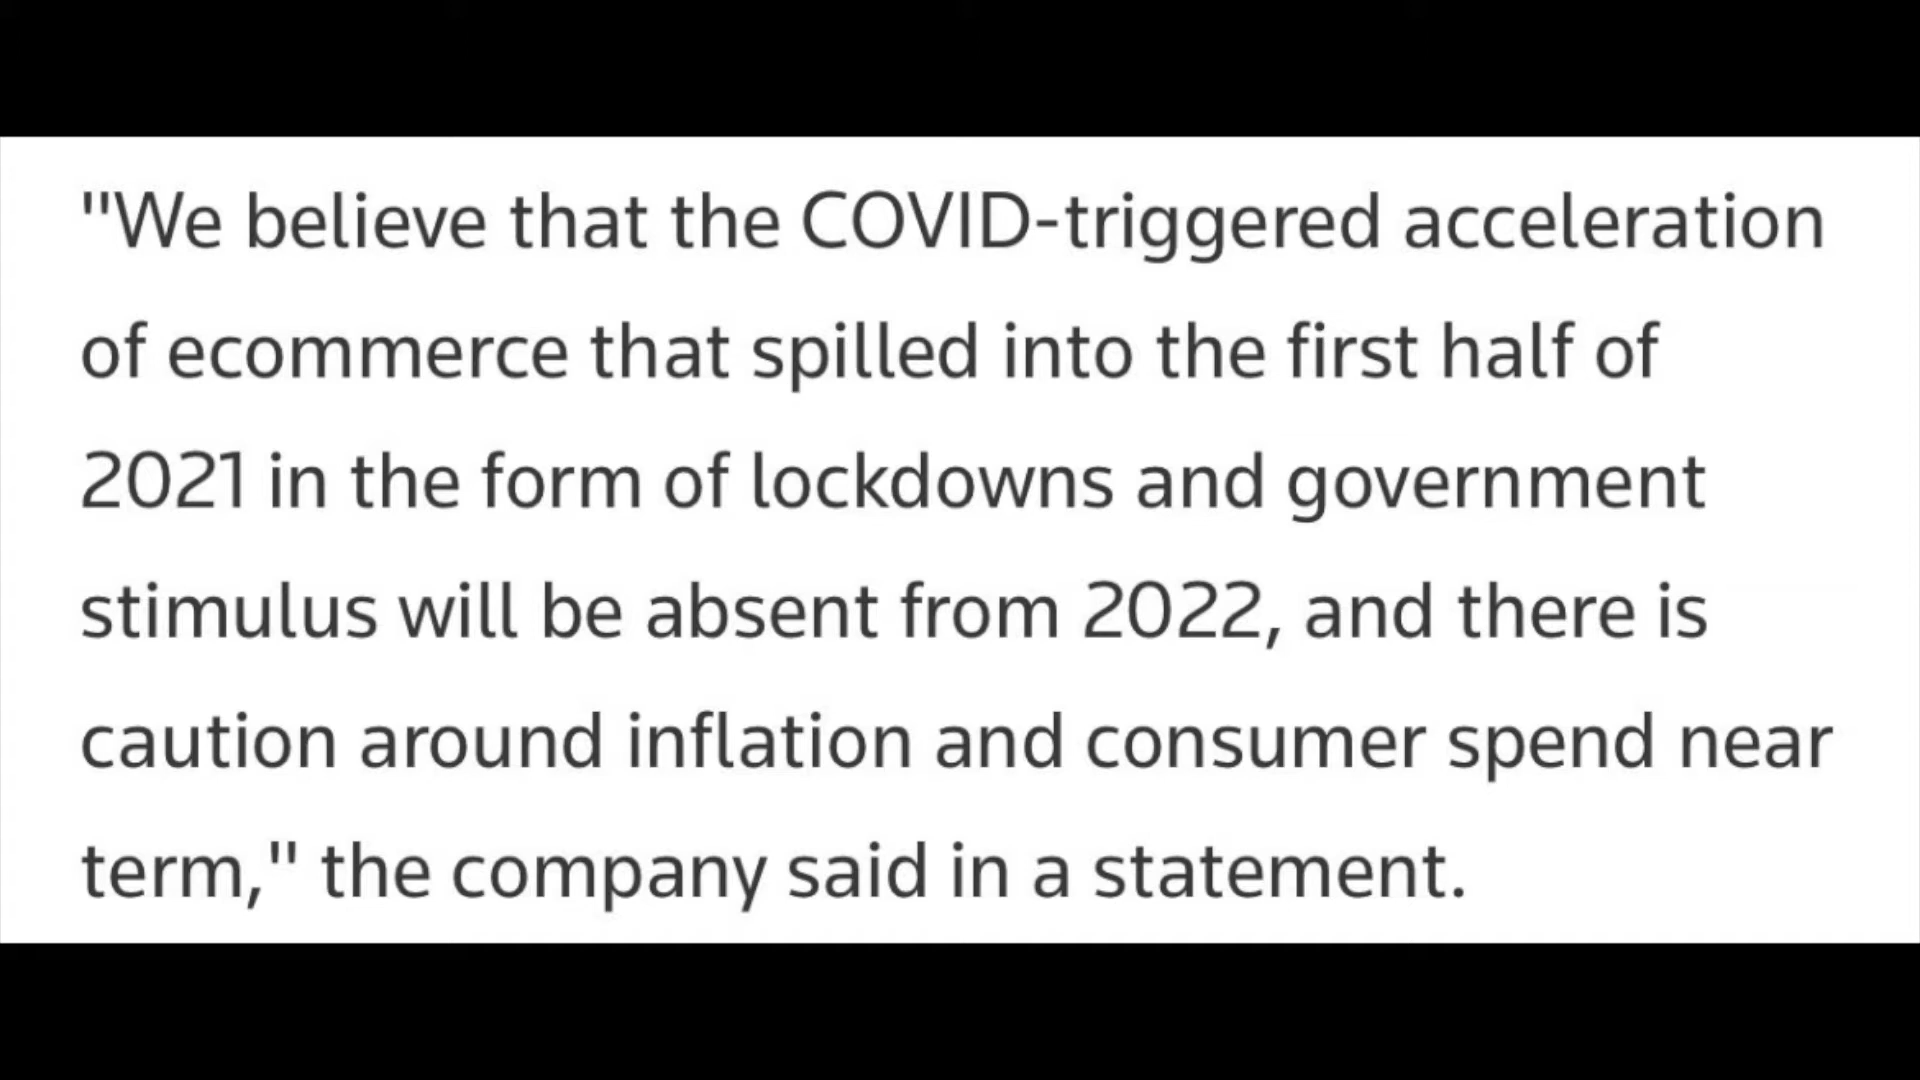 "We believe that the COVID-triggered acceleration
of ecommerce that spilled into the first half of
2021 in the form of lockdowns and government
stimulus will be absent from 2022, and there is
caution around inflation and consumer spend near
term," the company said in a statement.